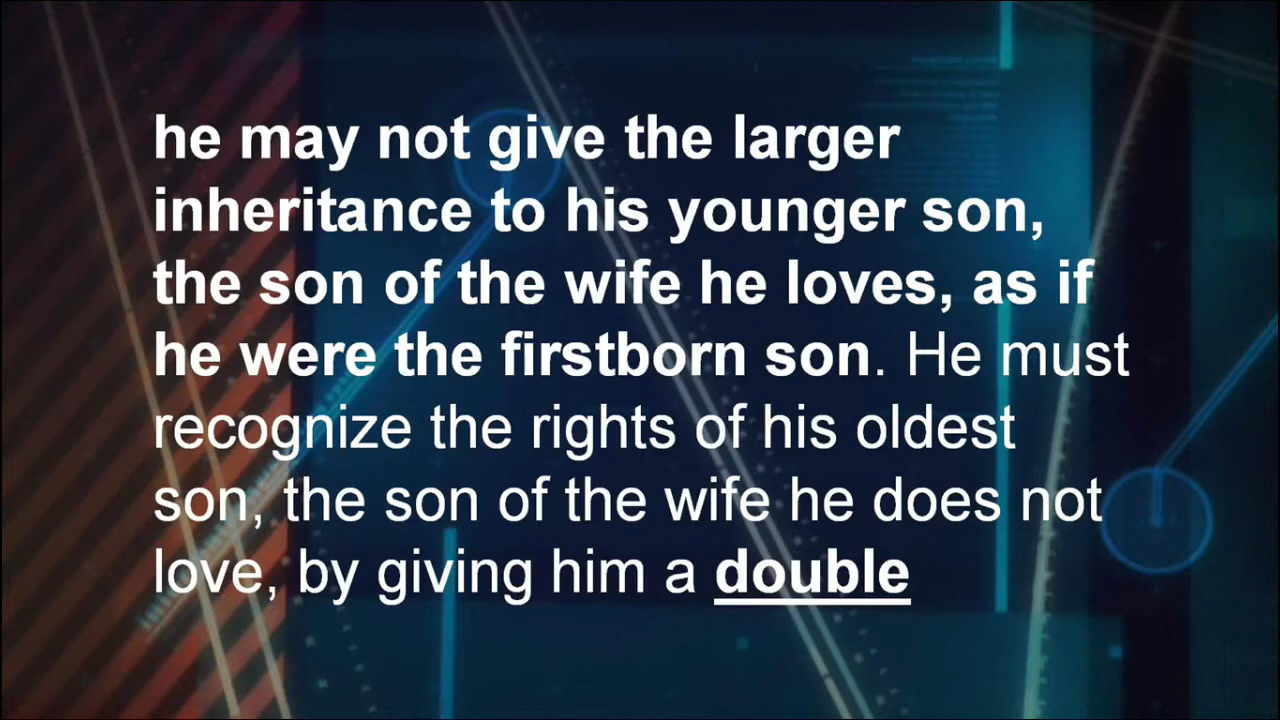 he may not give the larger
inheritance to his younger son,
the son of the wife he loves, as if
he were the firstborn son. He must
recognize the rights of his oldest
son, the son of the wife he does not
love, by giving him a double